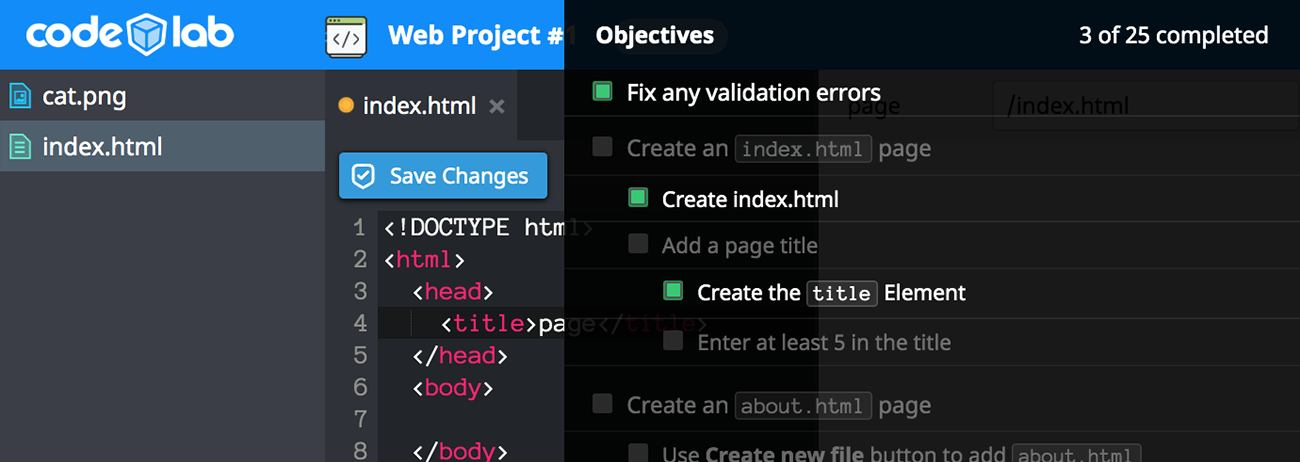 code lab
</> Web Project #1
Objectives
3 of 25 completed
cat.png
index.html
index.html ×
Save Changes
1 <!DOCTYPE html>
2 <html>
3 <head>
4 <title>page</title>
5 </head>
6 <body>
7
8 </body>
page
/index.html
Fix any validation errors
Create an index.html page
Create index.html
Add a page title
Create the title Element
Enter at least 5 in the title
Create an about.html page
Use Create new file button to add about.html